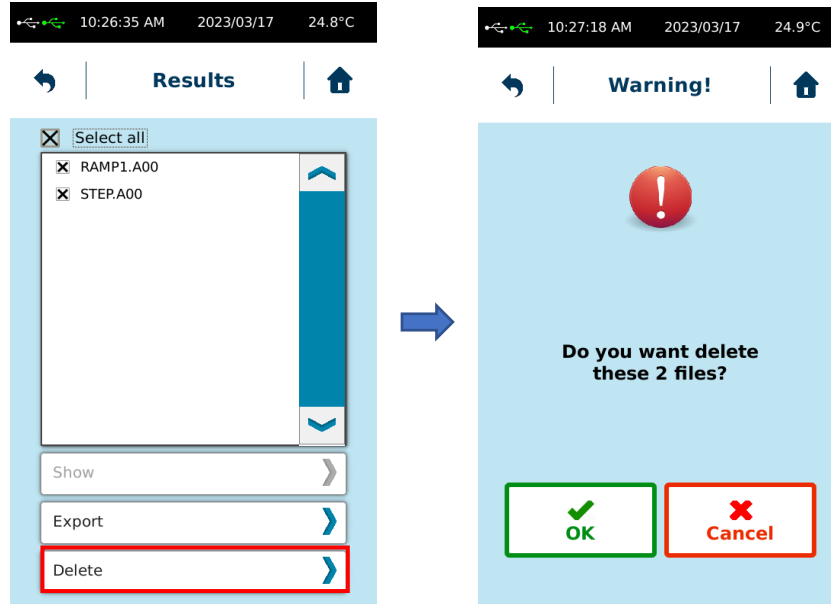 10:26:35 AM 2023/03/17 24.8°C
Results
Select all
RAMP1.A00
STEP.A00
Show
Export
Delete
10:27:18 AM 2023/03/17 24.9°C
Warning!
Do you want delete
these 2 files?
OK
Cancel